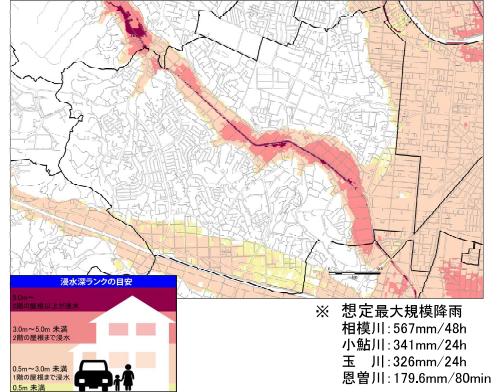 浸水深ランクの目安
5.0m～
2階の屋根以上が浸水
3.0m～5.0m 未満
2階の屋根まで浸水
0.5m～3.0m 未満
1階の屋根まで浸水
0.5m 未満
※ 想定最大規模降雨
相模川：567mm/48h
小鮎川：341mm/24h
玉　川：326mm/24h
恩曽川：179.6mm/80min